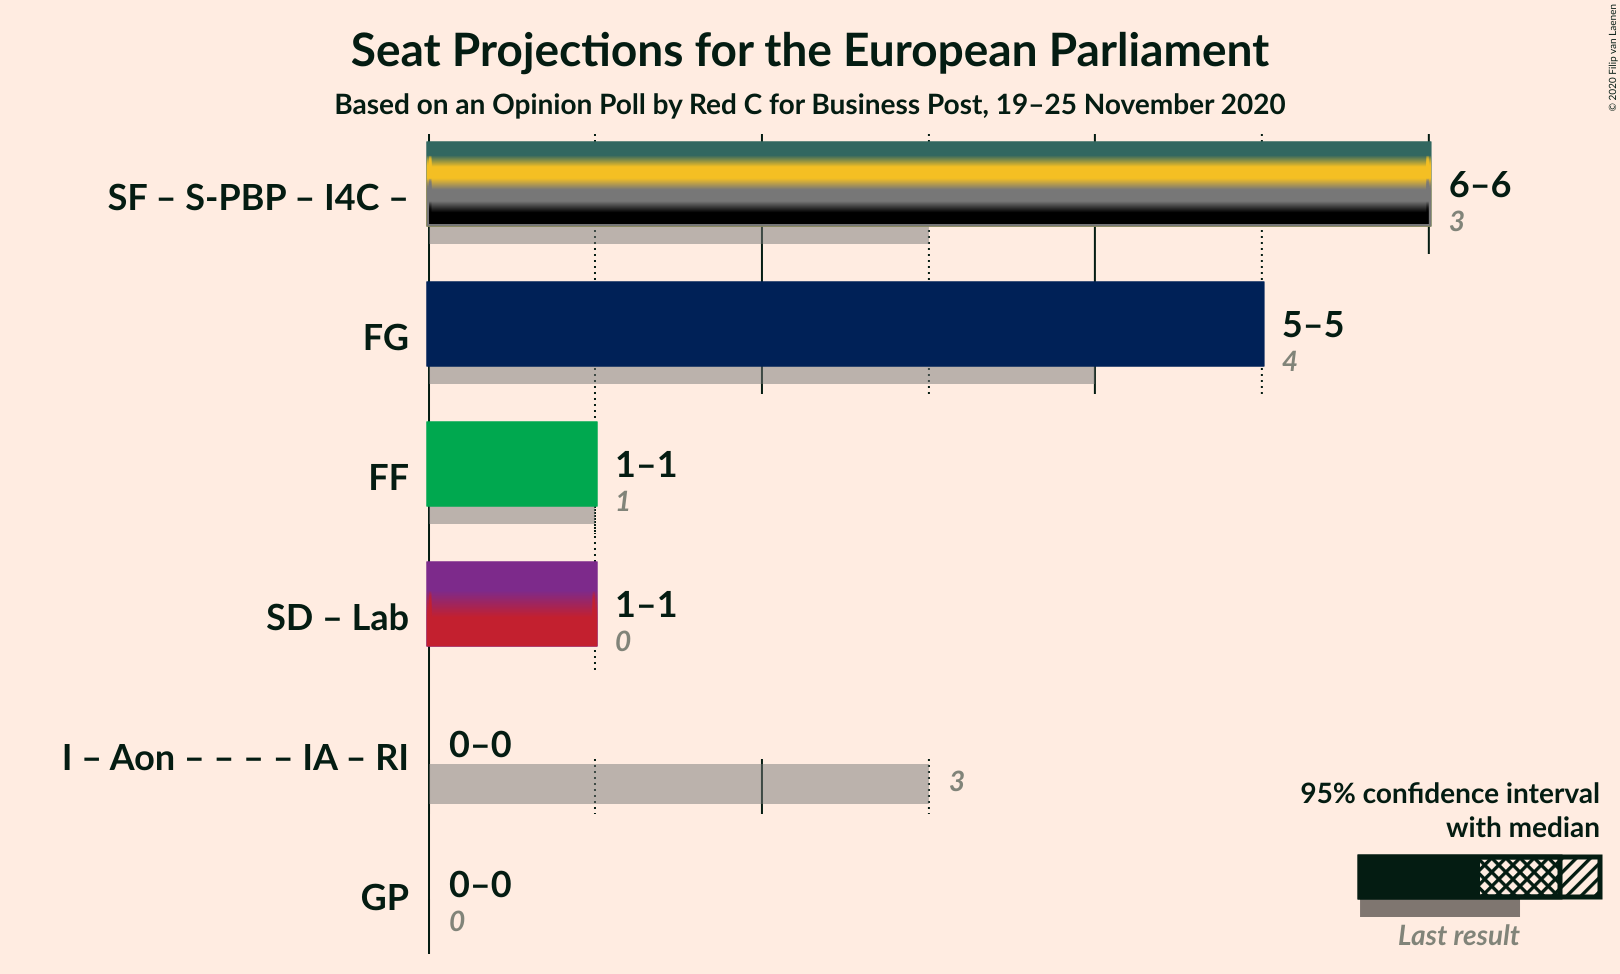 Seat Projections for the European Parliament
Based on an Opinion Poll by Red C for Business Post, 19–25 November 2020
© 2020 Filip van Laenen
SF – S-PBP – I4C –
6–6
3
FG
5–5
4
FF
1–1
1
SD – Lab
1–1
0
I – Aon – – – – IA – RI
0–0
3
GP
0–0
0
95% confidence interval
with median
Last result